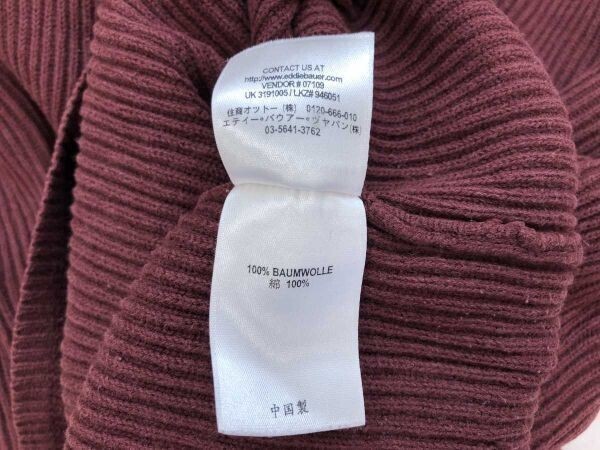 CONTACT US AT
http://www.eddiebauer.com
VENDOR # 07109
UK 3191005 / LKZ# 946051
住商オットー (株) 0120-666-010
エディー•バウアー•ジャパン(株)
03-5641-3762
100% BAUMWOLLE
綿 100%
中国製